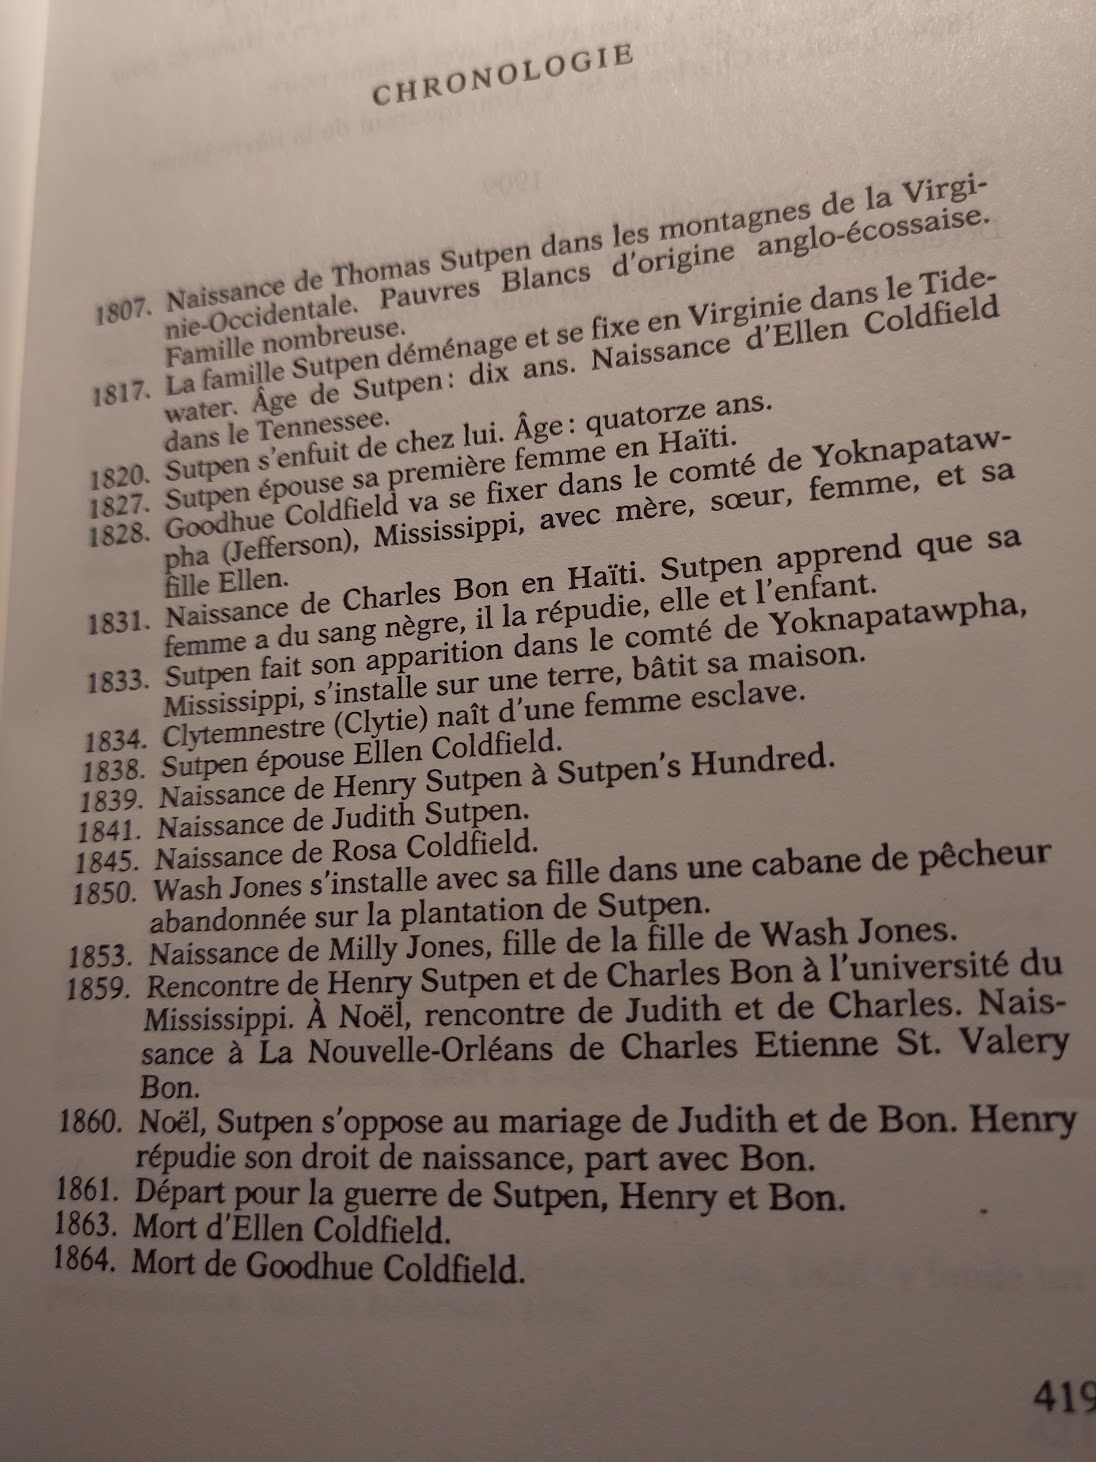 CHRONOLOGIE
1807. Naissance de Thomas Sutpen dans les montagnes de la Virgi-
nie-Occidentale. Pauvres Blancs d'origine anglo-écossaise.
Famille nombreuse.
1817. La famille Sutpen déménage et se fixe en Virginie dans le Tide-
water. Âge de Sutpen : dix ans. Naissance d'Ellen Coldfield
dans le Tennessee.
1820. Sutpen s'enfuit de chez lui. Âge : quatorze ans.
1827. Sutpen épouse sa première femme en Haïti.
1828. Goodhue Coldfield va se fixer dans le comté de Yoknapataw-
pha (Jefferson), Mississippi, avec mère, sœur, femme, et sa
fille Ellen.
1831. Naissance de Charles Bon en Haïti. Sutpen apprend que sa
femme a du sang nègre, il la répudie, elle et l'enfant.
1833. Sutpen fait son apparition dans le comté de Yoknapatawpha,
Mississippi, s'installe sur une terre, bâtit sa maison.
1834. Clytemnestre (Clytie) naît d'une femme esclave.
1838. Sutpen épouse Ellen Coldfield.
1839. Naissance de Henry Sutpen à Sutpen's Hundred.
1841. Naissance de Judith Sutpen.
1845. Naissance de Rosa Coldfield.
1850. Wash Jones s'installe avec sa fille dans une cabane de pêcheur
abandonnée sur la plantation de Sutpen.
1853. Naissance de Milly Jones, fille de la fille de Wash Jones.
1859. Rencontre de Henry Sutpen et de Charles Bon à l'université du
Mississippi. À Noël, rencontre de Judith et de Charles. Nais-
sance à La Nouvelle-Orléans de Charles Etienne St. Valery
Bon.
1860. Noël, Sutpen s'oppose au mariage de Judith et de Bon. Henry
répudie son droit de naissance, part avec Bon.
1861. Départ pour la guerre de Sutpen, Henry et Bon.
1863. Mort d'Ellen Coldfield.
1864. Mort de Goodhue Coldfield.
419